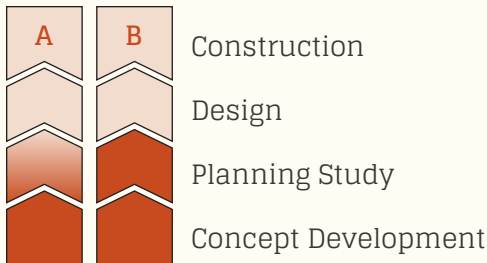 A B
Construction
Design
Planning Study
Concept Development